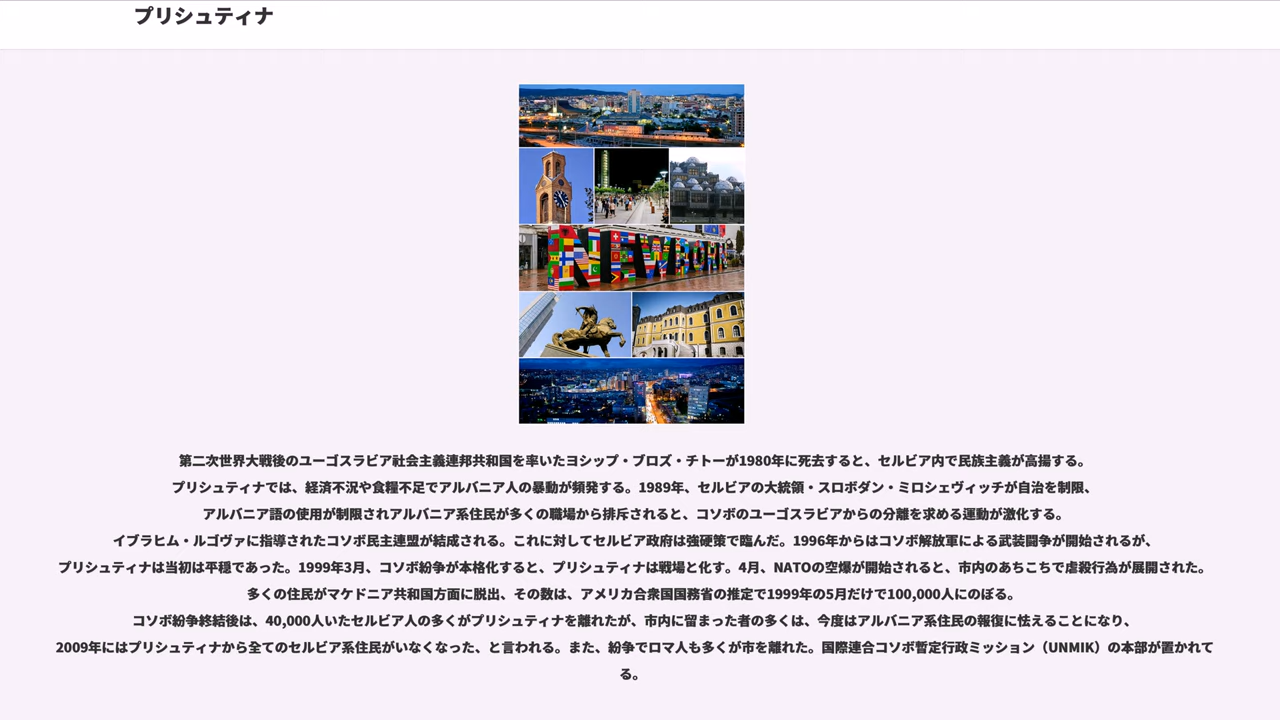 プリシュティナ
NEWBORN
第二次世界大戦後のユーゴスラビア社会主義連邦共和国を率いたヨシップ・ブロズ・チトーが1980年に死去すると、セルビア内で民族主義が高揚する。
プリシュティナでは、経済不況や食糧不足でアルバニア人の暴動が頻発する。1989年、セルビアの大統領・スロボダン・ミロシェヴィッチが自治を制限、
アルバニア語の使用が制限されアルバニア系住民が多くの職場から排斥されると、コソボのユーゴスラビアからの分離を求める運動が激化する。
イブラヒム・ルゴヴァに指導されたコソボ民主連盟が結成される。これに対してセルビア政府は強硬策で臨んだ。1996年からはコソボ解放軍による武装闘争が開始されるが、
プリシュティナは当初は平穏であった。1999年3月、コソボ紛争が本格化すると、プリシュティナは戦場と化す。4月、NATOの空爆が開始されると、市内のあちこちで虐殺行為が展開された。
多くの住民がマケドニア共和国方面に脱出、その数は、アメリカ合衆国国務省の推定で1999年の5月だけで100,000人にのぼる。
コソボ紛争終結後は、40,000人いたセルビア人の多くがプリシュティナを離れたが、市内に留まった者の多くは、今度はアルバニア系住民の報復に怯えることになり、
2009年にはプリシュティナから全てのセルビア系住民がいなくなった、と言われる。また、紛争でロマ人も多くが市を離れた。国際連合コソボ暫定行政ミッション（UNMIK）の本部が置かれて
る。